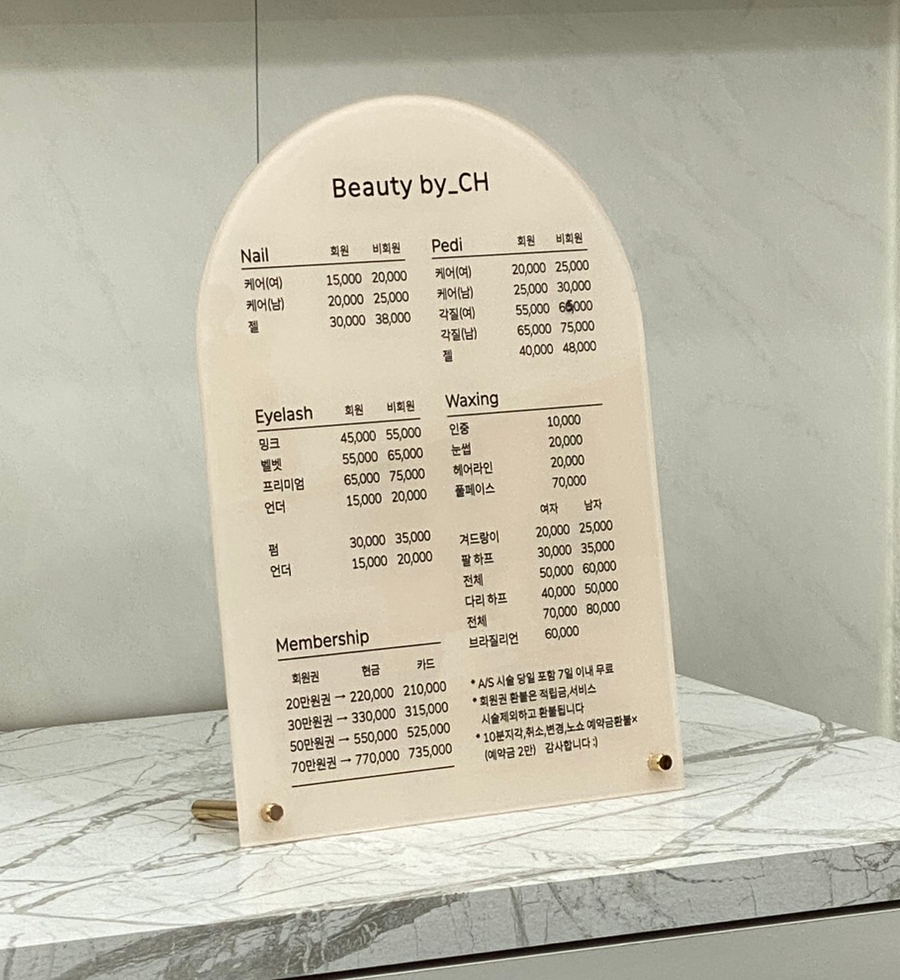 Beauty by_CH
Nail 회원 비회원
케어(여) 15,000 20,000
케어(남) 20,000 25,000
젤 30,000 38,000
Pedi 회원 비회원
케어(여) 20,000 25,000
케어(남) 25,000 30,000
각질(여) 55,000 65,000
각질(남) 65,000 75,000
젤 40,000 48,000
Eyelash 회원 비회원
밍크 45,000 55,000
벨벳 55,000 65,000
프리미엄 65,000 75,000
언더 15,000 20,000
펌 30,000 35,000
언더 15,000 20,000
Waxing
인중 10,000
눈썹 20,000
헤어라인 20,000
풀페이스 70,000
여자 남자
겨드랑이 20,000 25,000
팔 하프 30,000 35,000
전체 50,000 60,000
다리 하프 40,000 50,000
전체 70,000 80,000
브라질리언 60,000
Membership
회원권 현금 카드
20만원권 → 220,000 210,000
30만원권 → 330,000 315,000
50만원권 → 550,000 525,000
70만원권 → 770,000 735,000
* A/S 시술 당일 포함 7일 이내 무료
* 회원권 환불은 적립금,서비스
시술제외하고 환불됩니다
* 10분지각,취소,변경,노쇼 예약금환불×
(예약금 2만) 감사합니다 :)